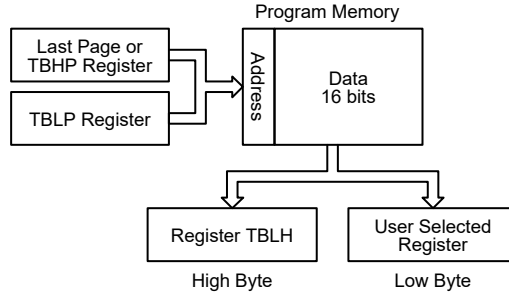 Program Memory
Last Page or
TBHP Register
TBLP Register
Address
Data
16 bits
Register TBLH
User Selected
Register
High Byte
Low Byte